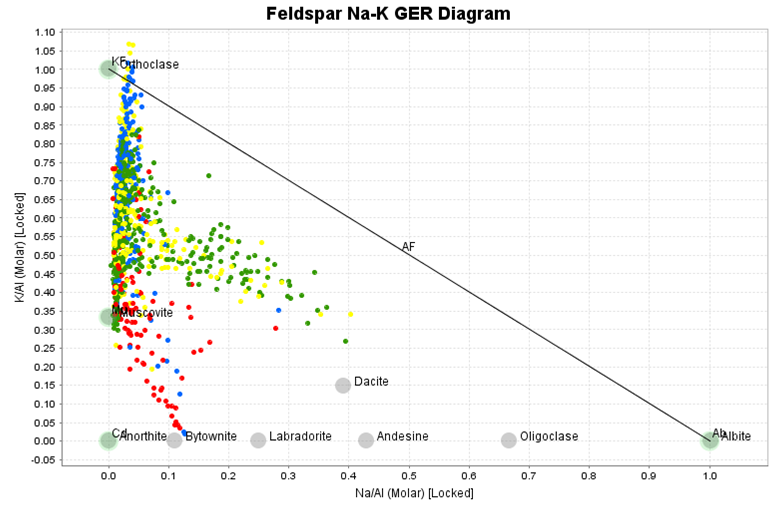 Feldspar Na-K GER Diagram
1.10
1.05
1.00
0.95
0.90
0.85
0.80
0.75
0.70
0.65
0.60
0.55
0.50
0.45
0.40
0.35
0.30
0.25
0.20
0.15
0.10
0.05
0.00
-0.05
K/Al (Molar) [Locked]
Orthoclase
AF
Muscovite
Dacite
Anorthite
Bytownite
Labradorite
Andesine
Oligoclase
Ab
Albite
0.0 0.1 0.2 0.3 0.4 0.5 0.6 0.7 0.8 0.9 1.0
Na/Al (Molar) [Locked]